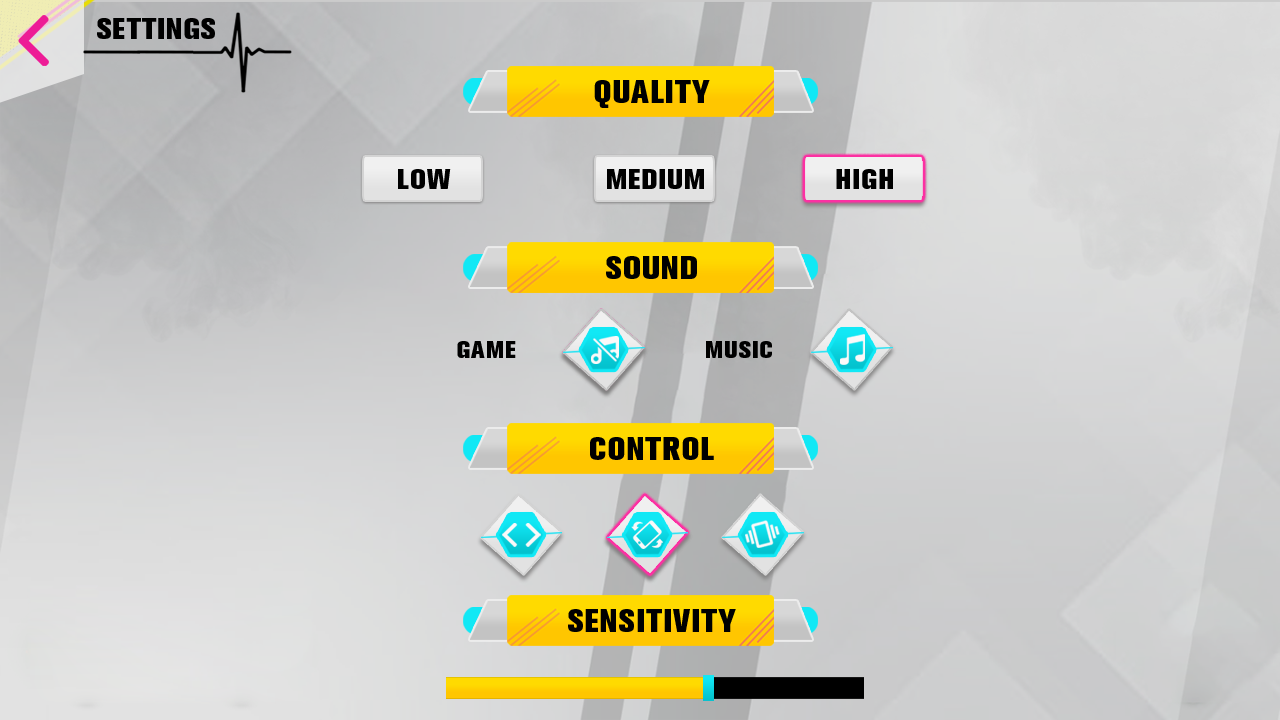 SETTINGS
QUALITY
LOW MEDIUM HIGH
SOUND
GAME MUSIC
CONTROL
SENSITIVITY